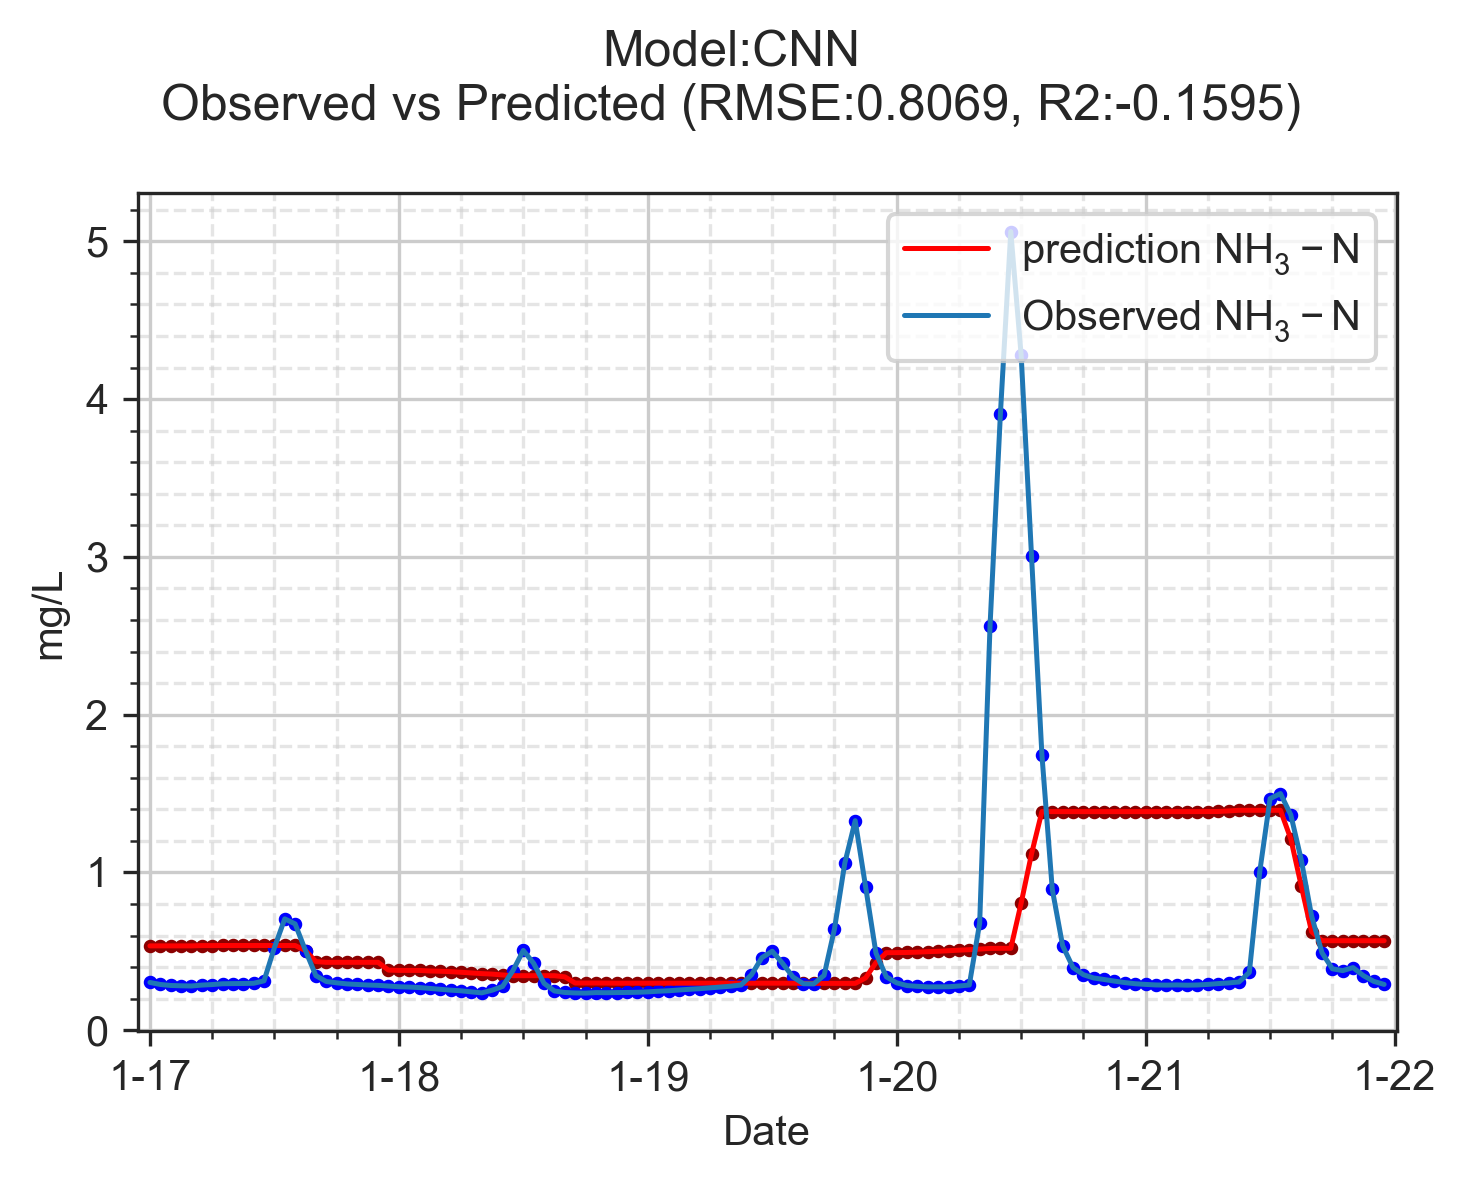 Model:CNN
Observed vs Predicted (RMSE:0.8069, R2:-0.1595)
prediction NH₃ − N
Observed NH₃ − N
5
4
3
2
1
0
mg/L
1-17 1-18 1-19 1-20 1-21 1-22
Date